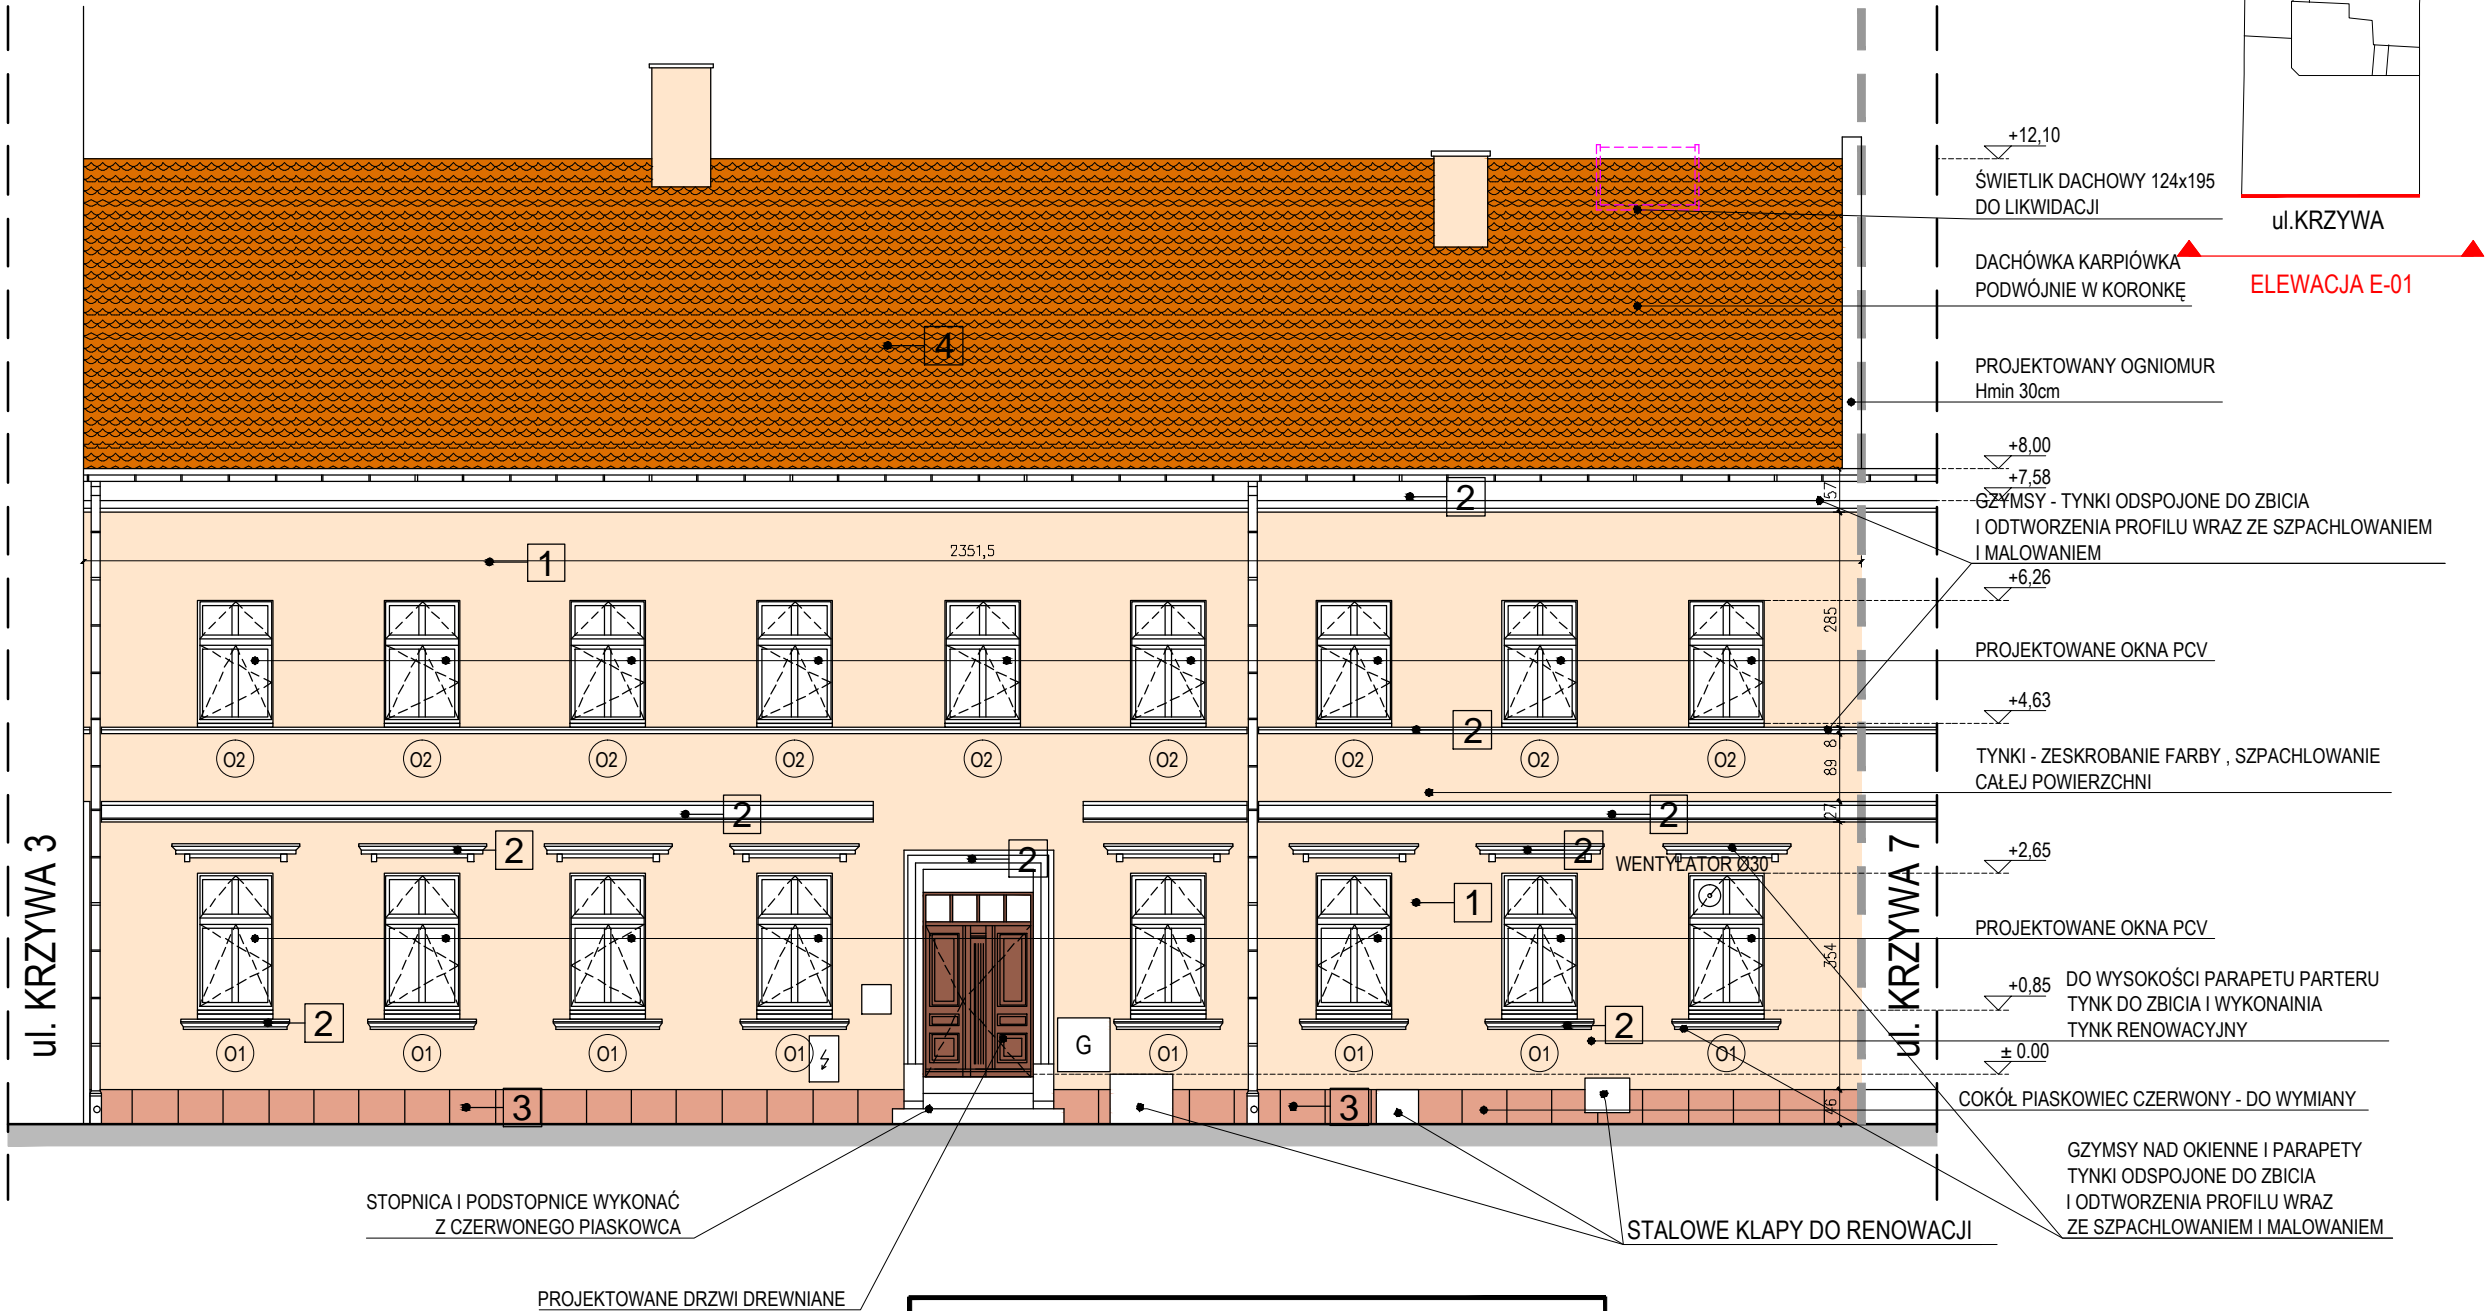 +12,10
ŚWIETLIK DACHOWY 124x195
DO LIKWIDACJI
ul.KRZYWA
DACHÓWKA KARPIÓWKA
PODWÓJNIE W KORONKĘ
ELEWACJA E-01
4
PROJEKTOWANY OGNIOMUR
Hmin 30cm
+8,00
+7,58
2
57
GZYMSY - TYNKI ODSPOJONE DO ZBICIA
I ODTWORZENIA PROFILU WRAZ ZE SZPACHLOWANIEM
I MALOWANIEM
1
2351,5
+6,26
285
PROJEKTOWANE OKNA PCV
+4,63
2
8
O2
O2
O2
O2
O2
O2
O2
O2
O2
89
TYNKI - ZESKROBANIE FARBY , SZPACHLOWANIE
CAŁEJ POWIERZCHNI
2
2
27
2
2
2
WENTYLATOR Ø30
+2,65
ul. KRZYWA 3
ul. KRZYWA 7
1
PROJEKTOWANE OKNA PCV
354
+0,85
DO WYSOKOŚCI PARAPETU PARTERU
TYNK DO ZBICIA I WYKONAINIA
TYNK RENOWACYJNY
2
2
G
O1
O1
O1
O1
O1
O1
O1
O1
± 0.00
3
3
46
COKÓŁ PIASKOWIEC CZERWONY - DO WYMIANY
GZYMSY NAD OKIENNE I PARAPETY
TYNKI ODSPOJONE DO ZBICIA
I ODTWORZENIA PROFILU WRAZ
ZE SZPACHLOWANIEM I MALOWANIEM
STOPNICA I PODSTOPNICE WYKONAĆ
Z CZERWONEGO PIASKOWCA
STALOWE KLAPY DO RENOWACJI
PROJEKTOWANE DRZWI DREWNIANE